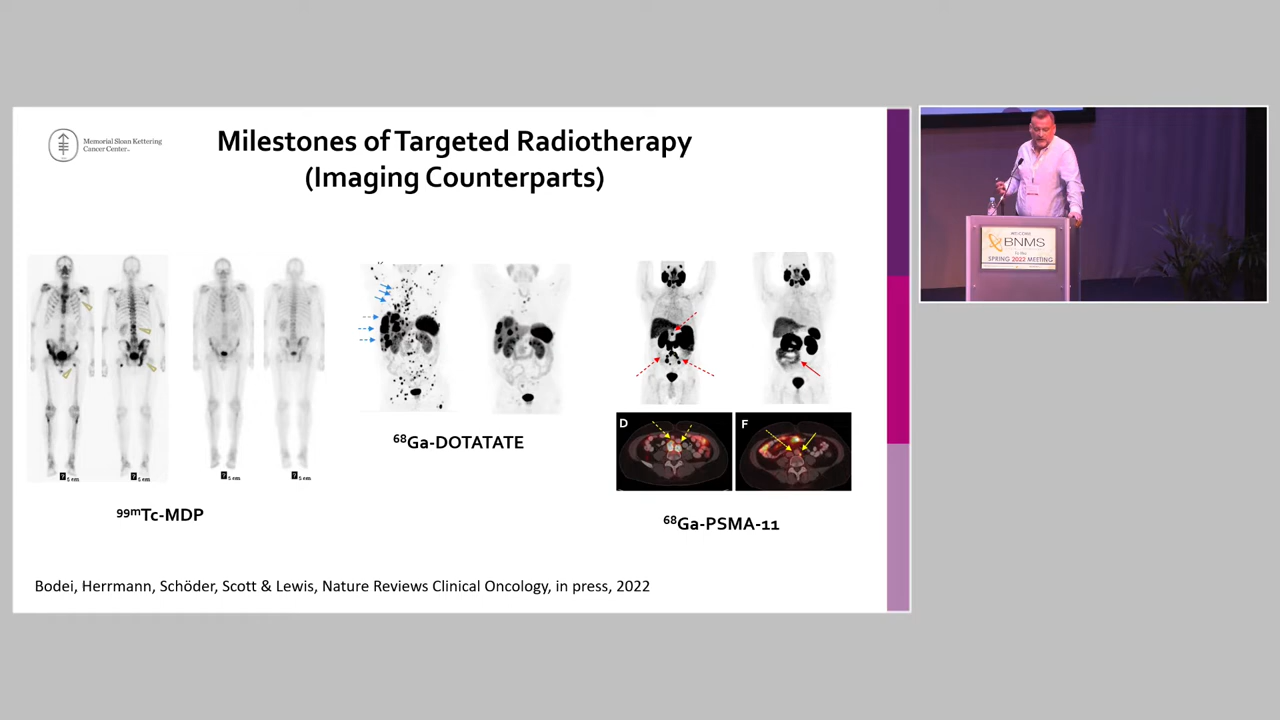 Memorial Sloan Kettering
Cancer Center
Milestones of Targeted Radiotherapy
(Imaging Counterparts)
99mTc-MDP
68Ga-DOTATATE
D
F
68Ga-PSMA-11
Bodei, Herrmann, Schöder, Scott & Lewis, Nature Reviews Clinical Oncology, in press, 2022
WELCOME
BNMS
SPRING 2022 MEETING